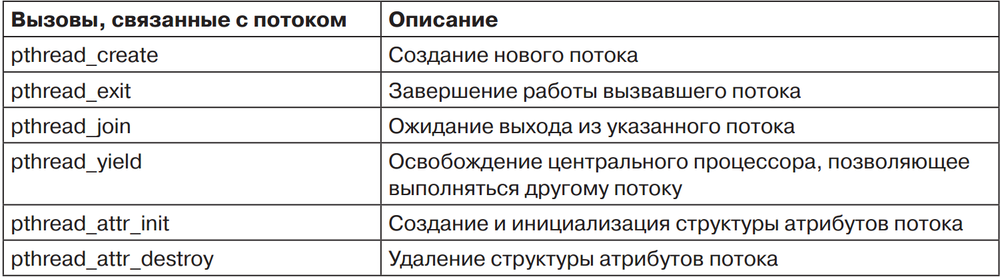 Вызовы, связанные с потоком Описание
pthread_create Создание нового потока
pthread_exit Завершение работы вызвавшего потока
pthread_join Ожидание выхода из указанного потока
pthread_yield Освобождение центрального процессора, позволяющее
выполняться другому потоку
pthread_attr_init Создание и инициализация структуры атрибутов потока
pthread_attr_destroy Удаление структуры атрибутов потока